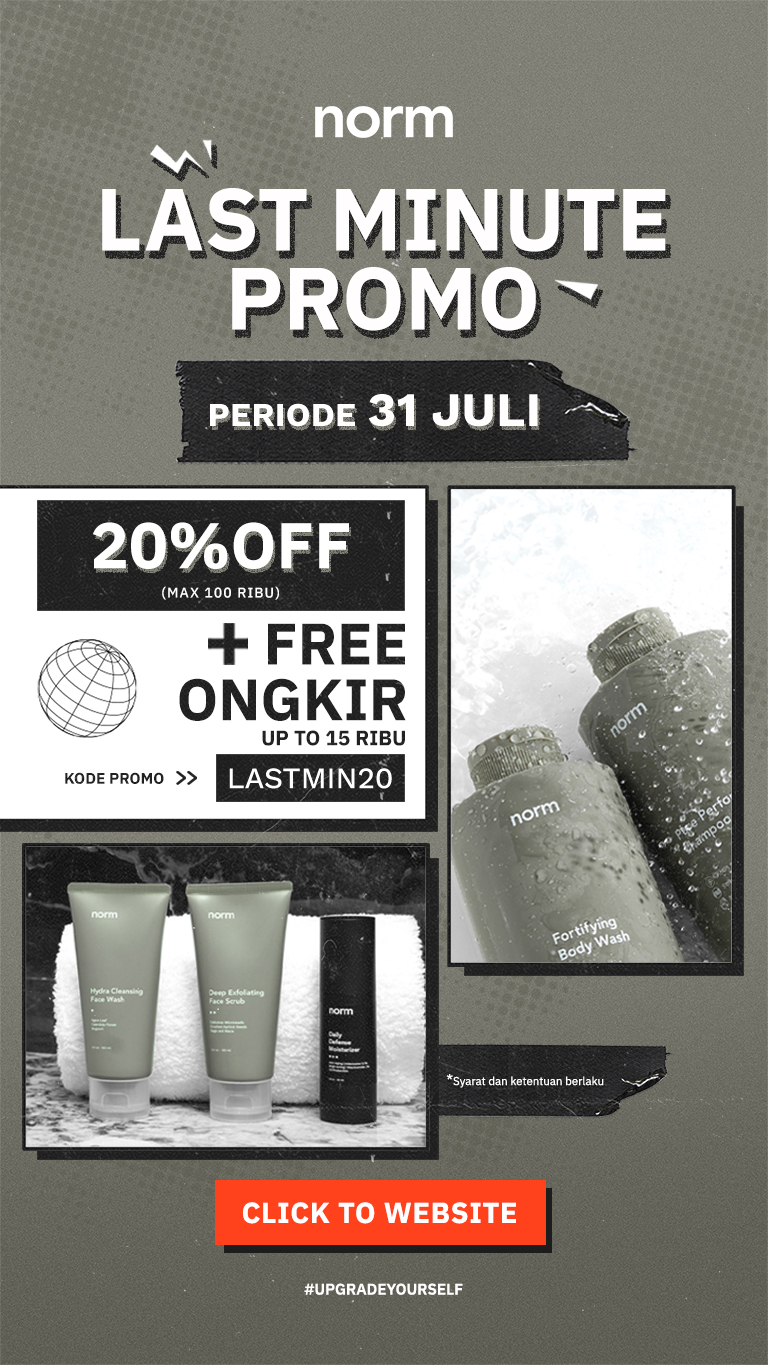 norm
LAST MINUTE
PROMO
PERIODE 31 JULI
20%OFF
(MAX 100 RIBU)
+ FREE
ONGKIR
UP TO 15 RIBU
KODE PROMO >> LASTMIN20
norm
norm
Fortifying
Body Wash
norm
Hydra Cleansing
Face Wash
norm
Deep Exfoliating
Face Scrub
norm
Daily
Defense
Moisturizer
*Syarat dan ketentuan berlaku
CLICK TO WEBSITE
#UPGRADEYOURSELF